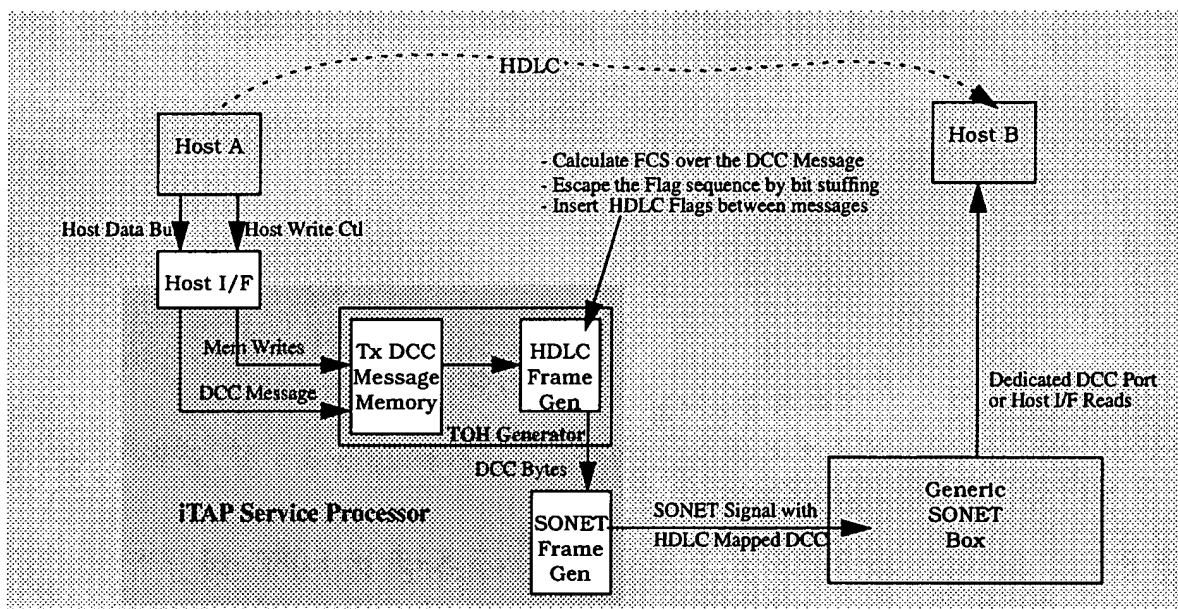 HDLC
Host A
Host B
- Calculate FCS over the DCC Message
- Escape the Flag sequence by bit stuffing
- Insert HDLC Flags between messages
Host Data Bu
Host Write Ctl
Host I/F
Mem Writes
DCC Message
Tx DCC
Message
Memory
HDLC
Frame
Gen
TOH Generator
Dedicated DCC Port
or Host I/F Reads
DCC Bytes
iTAP Service Processor
SONET
Frame
Gen
SONET Signal with
HDLC Mapped DCC
Generic
SONET
Box